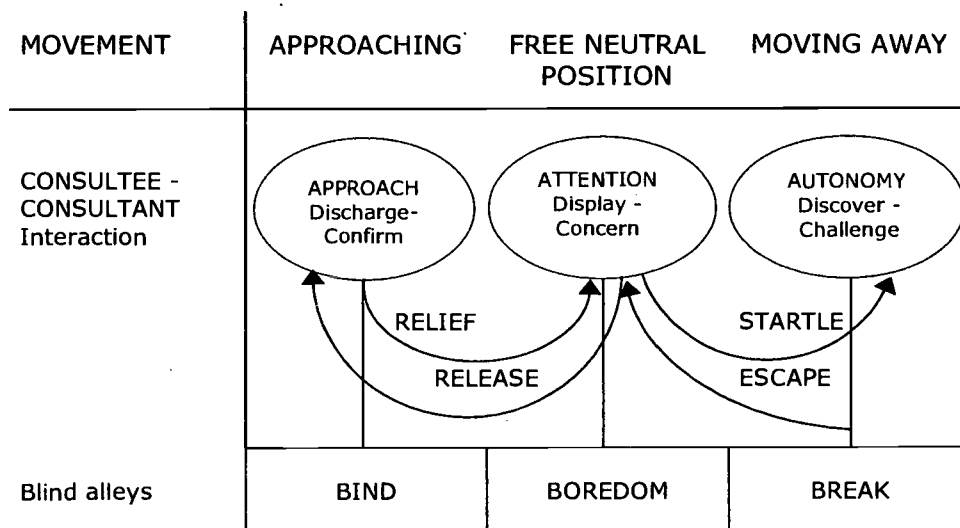 MOVEMENT
APPROACHING
FREE NEUTRAL
POSITION
MOVING AWAY
CONSULTEE -
CONSULTANT
Interaction
APPROACH
Discharge-
Confirm
ATTENTION
Display -
Concern
AUTONOMY
Discover -
Challenge
RELIEF
STARTLE
RELEASE
ESCAPE
Blind alleys
BIND
BOREDOM
BREAK